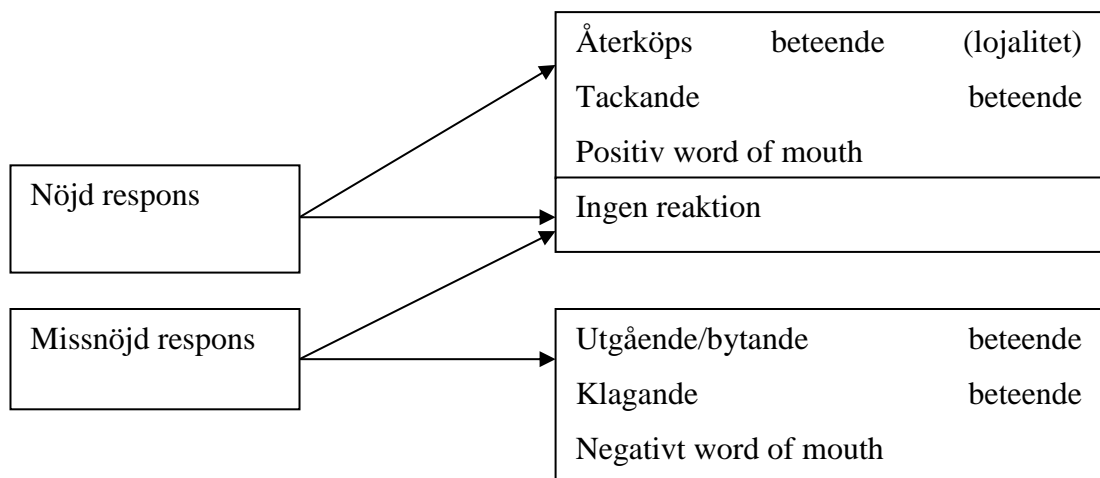 Återköps beteende (lojalitet)
Tackande beteende
Positiv word of mouth
Nöjd respons
Ingen reaktion
Missnöjd respons
Utgående/bytande beteende
Klagande beteende
Negativt word of mouth